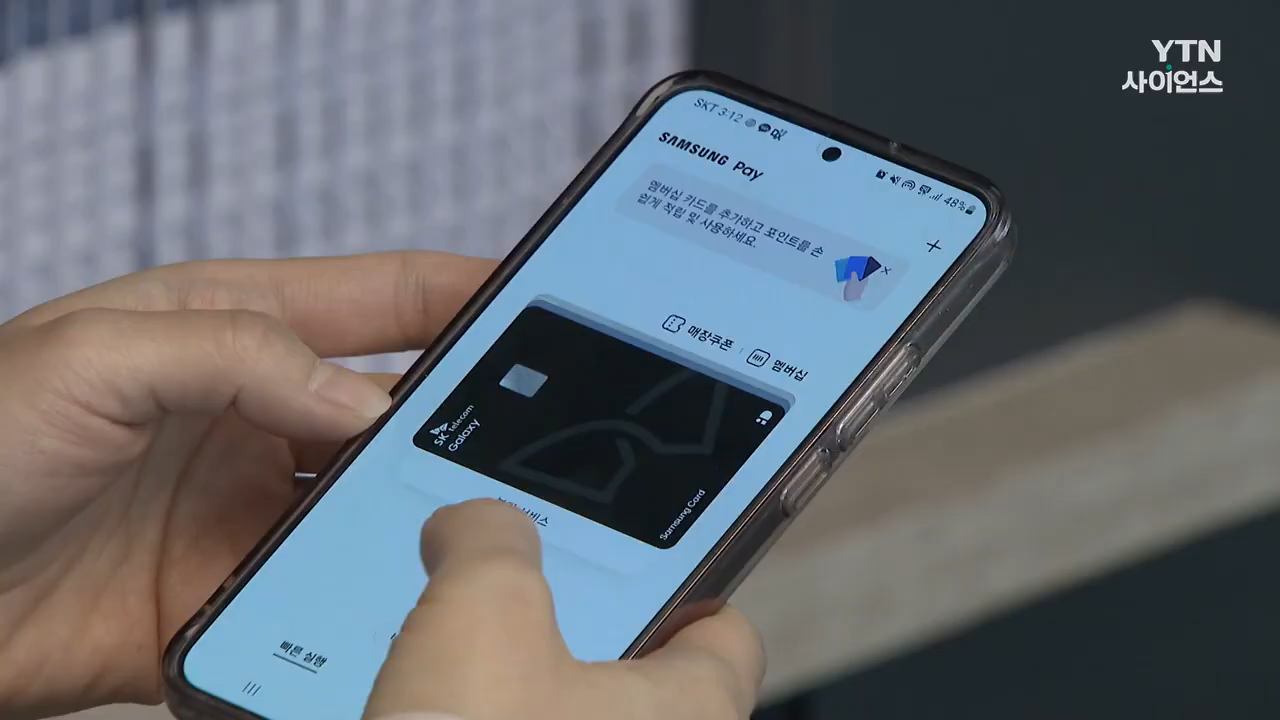 YTN
사이언스
SKT 3:12
48%
SAMSUNG Pay
멤버십 카드를 추가하고 포인트를 손
쉽게 적립 및 사용하세요.
매장쿠폰
멤버십
SK telecom
Galaxy
Samsung Card
빠른 실행